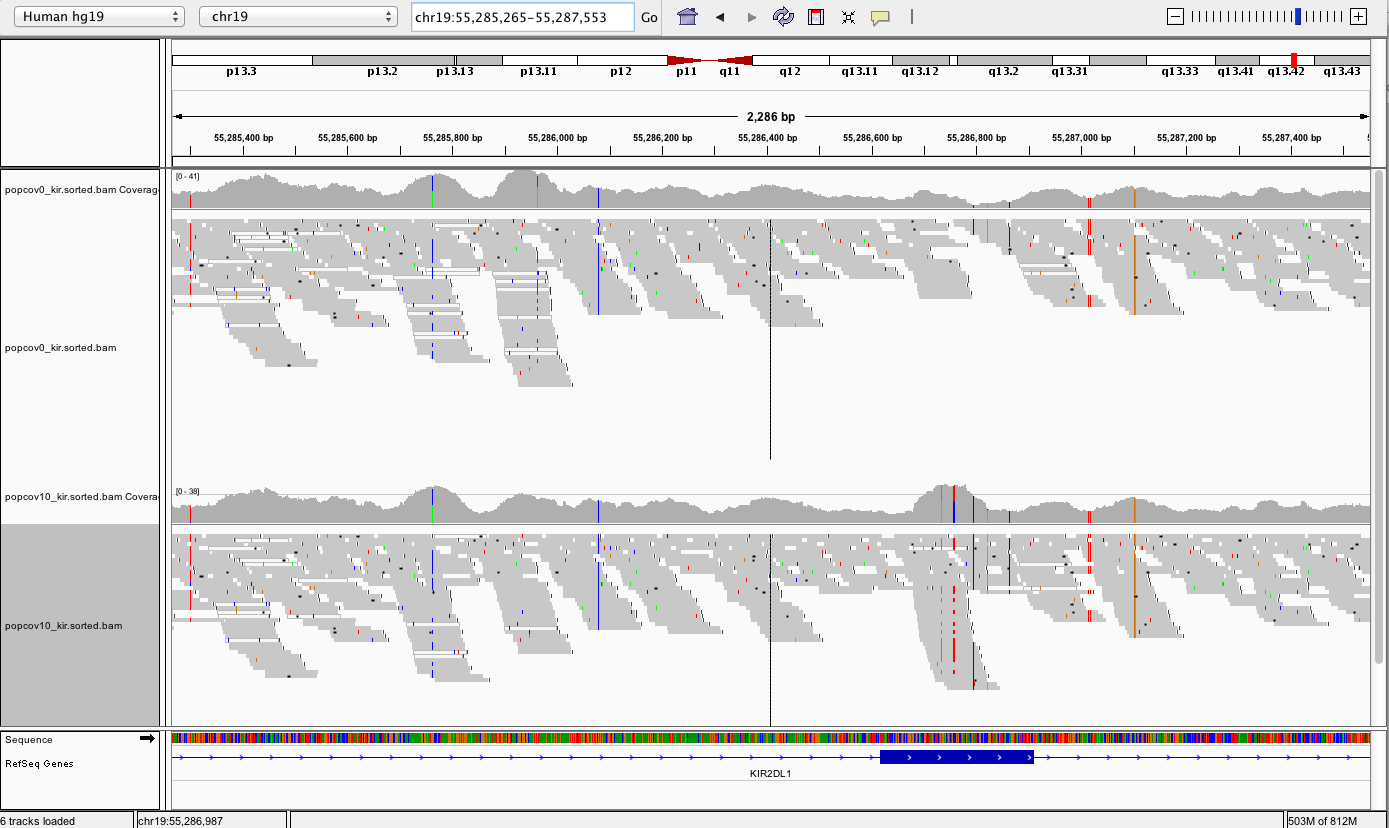 Human hg19 chr19 chr19:55,285,265-55,287,553 Go
p13.3 p13.2 p13.13 p13.11 p12 p11 q11 q12 q13.11 q13.12 q13.2 q13.31 q13.33 q13.41 q13.42 q13.43
2,286 bp
55,285,400 bp 55,285,600 bp 55,285,800 bp 55,286,000 bp 55,286,200 bp 55,286,400 bp 55,286,600 bp 55,286,800 bp 55,287,000 bp 55,287,200 bp 55,287,400 bp
popcov0_kir.sorted.bam Coverag [0 - 41]
popcov0_kir.sorted.bam
popcov10_kir.sorted.bam Covera [0 - 38]
popcov10_kir.sorted.bam
Sequence
RefSeq Genes
KIR2DL1
6 tracks loaded chr19:55,286,987 503M of 812M